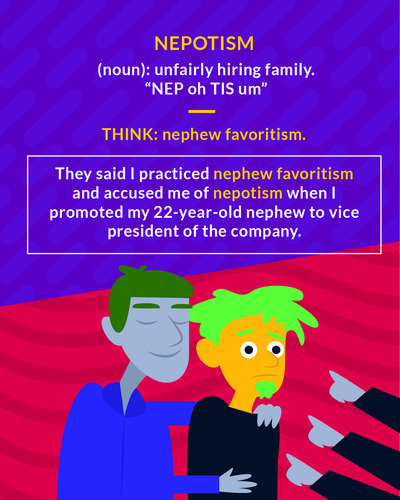 NEPOTISM
(noun): unfairly hiring family.
“NEP oh TIS um”
THINK: nephew favoritism.
They said I practiced nephew favoritism
and accused me of nepotism when I
promoted my 22-year-old nephew to vice
president of the company.